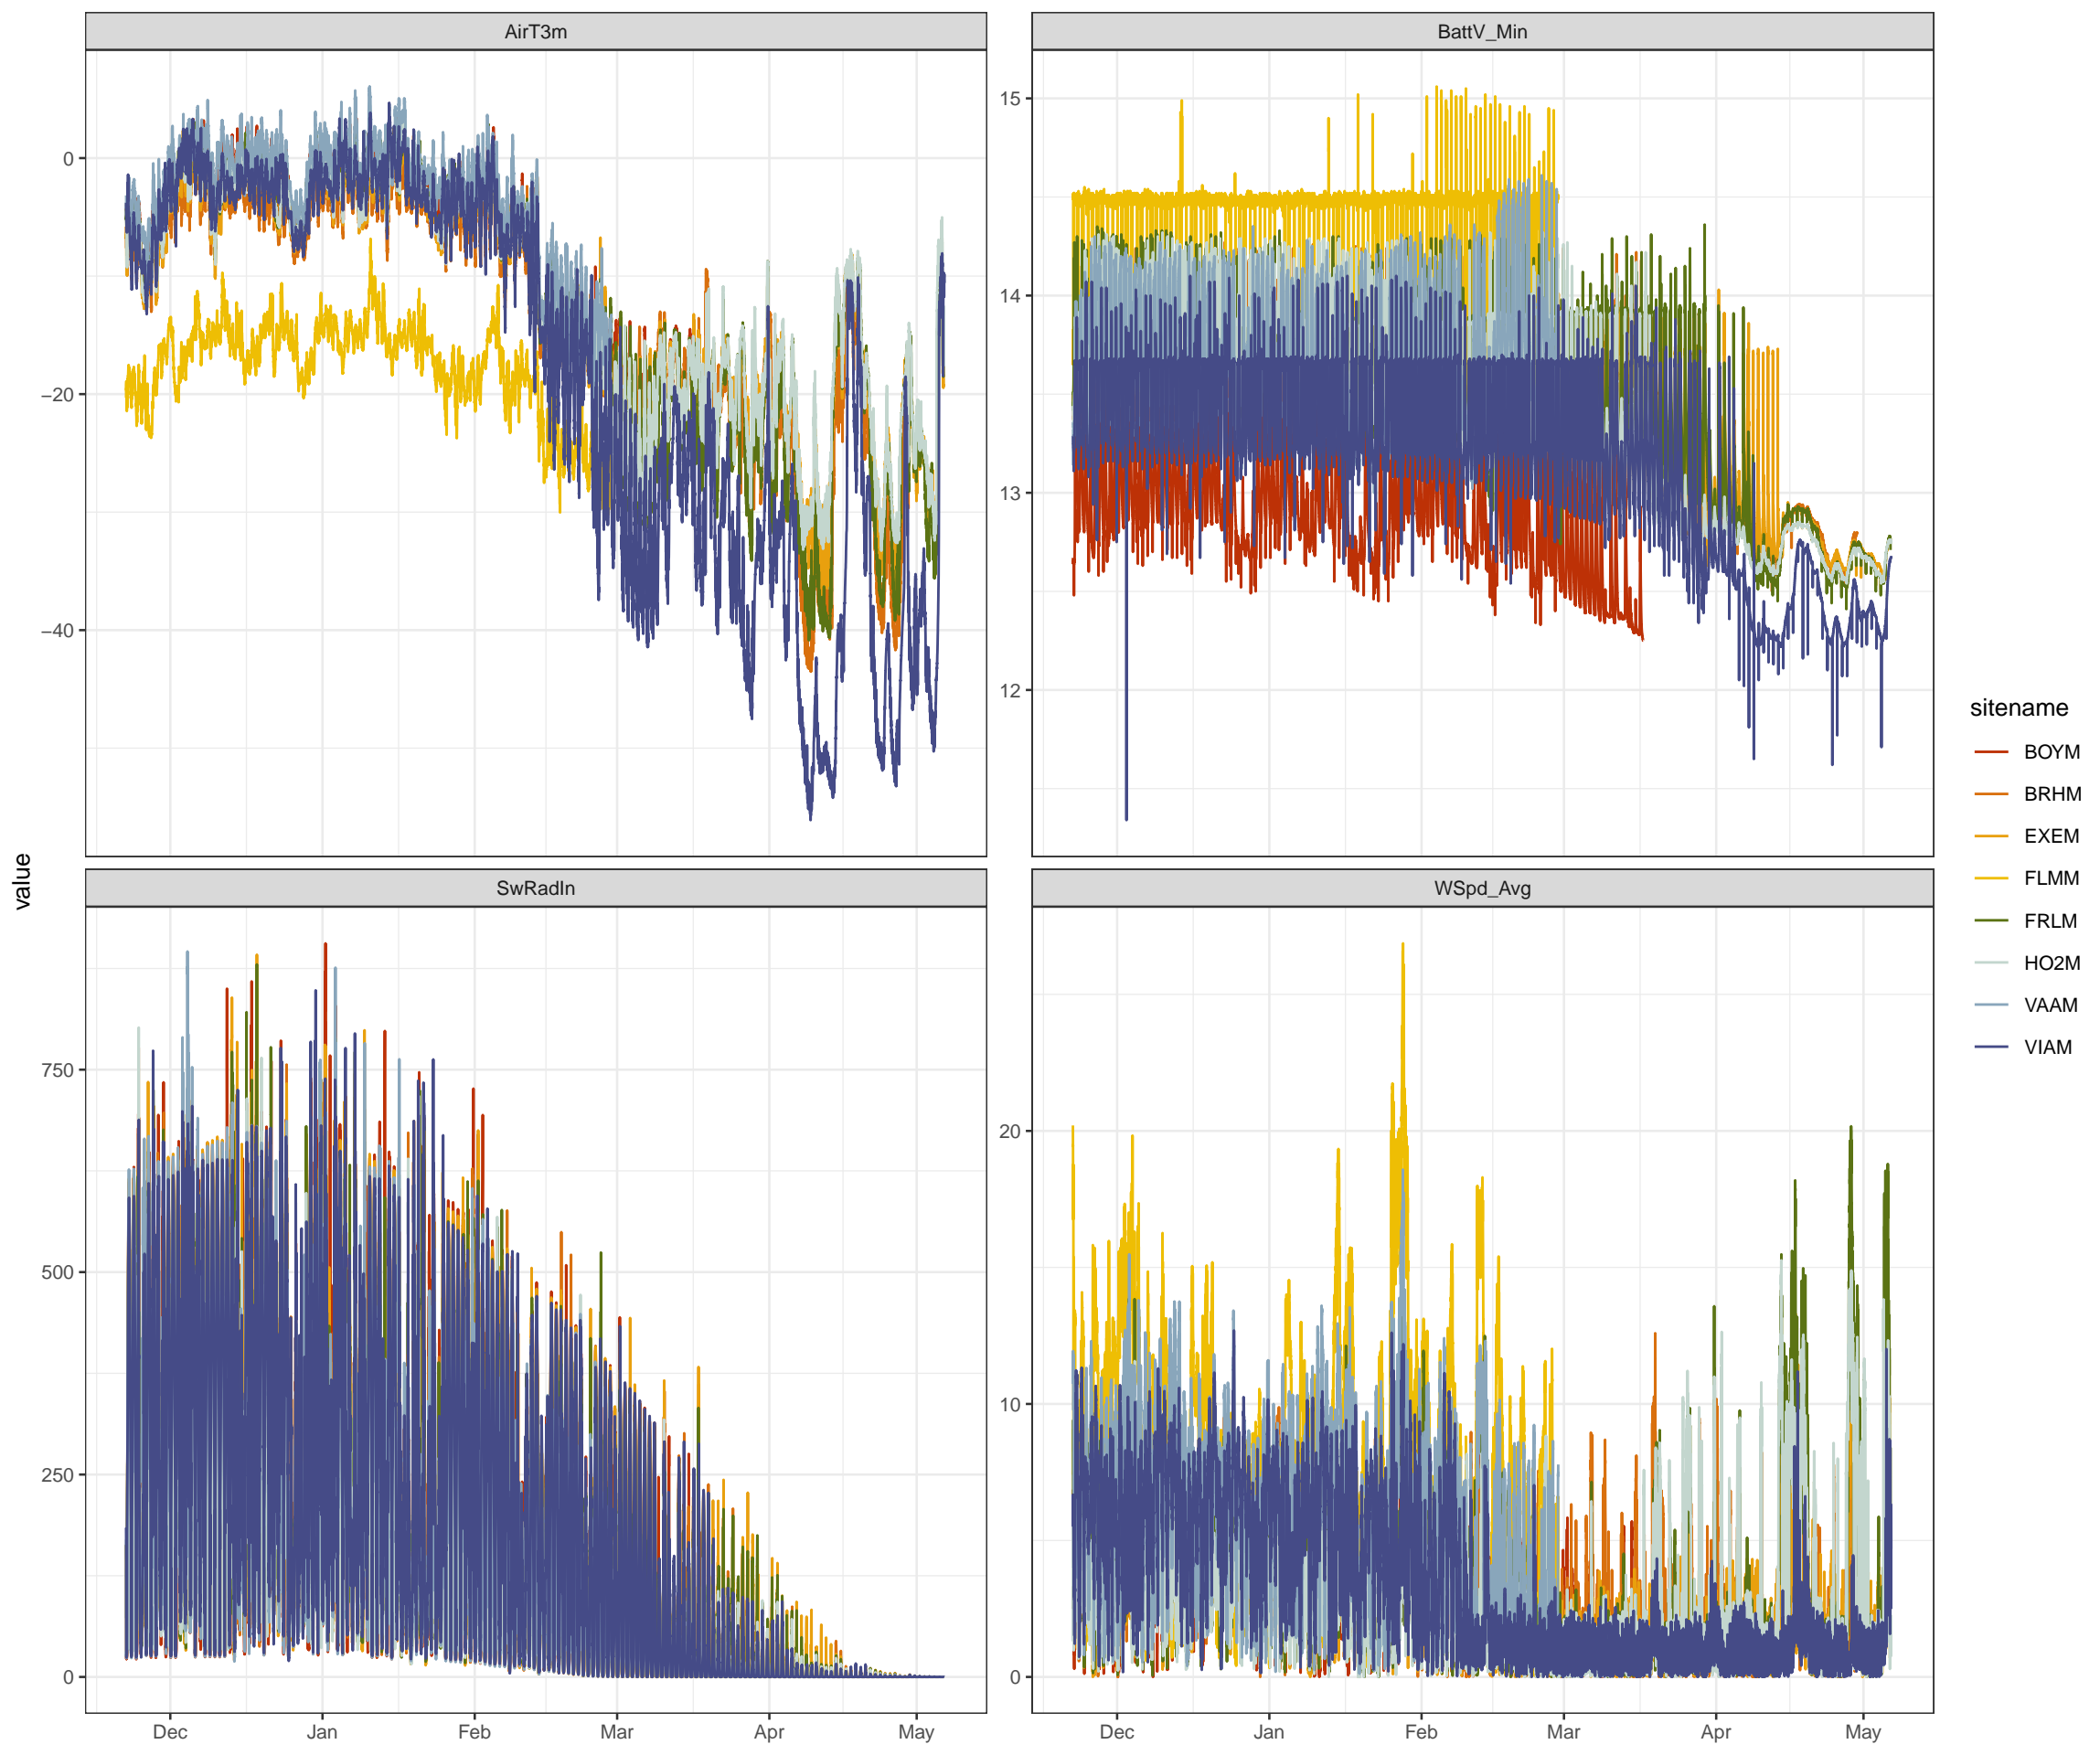 AirT3m
BattV_Min
0
−20
−40
15
14
13
12
value
SwRadIn
WSpd_Avg
750
500
250
0
20
10
0
Dec Jan Feb Mar Apr May
Dec Jan Feb Mar Apr May
sitename
BOYM
BRHM
EXEM
FLMM
FRLM
HO2M
VAAM
VIAM